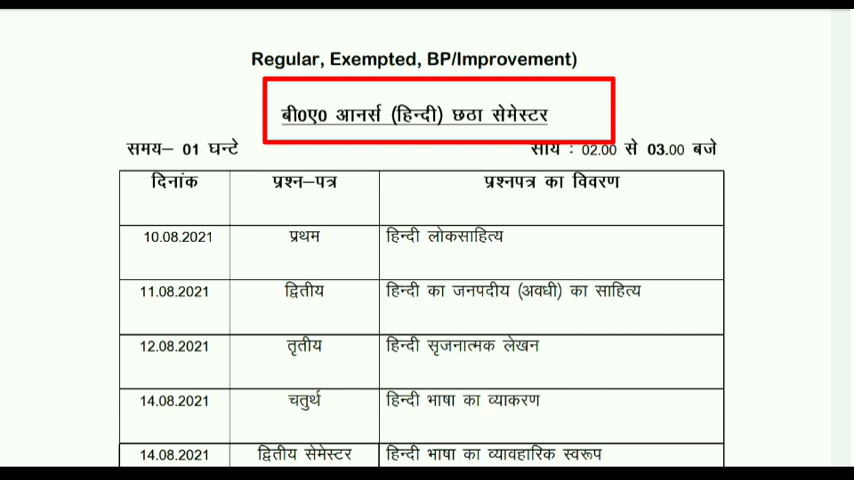 Regular, Exempted, BP/Improvement)
बी0ए0 आनर्स (हिन्दी) छठा सेमेस्टर
समय– 01 घन्टे सायं : 02.00 से 03.00 बजे
दिनांक प्रश्न–पत्र प्रश्नपत्र का विवरण
10.08.2021 प्रथम हिन्दी लोकसाहित्य
11.08.2021 द्वितीय हिन्दी का जनपदीय (अवधी) का साहित्य
12.08.2021 तृतीय हिन्दी सृजनात्मक लेखन
14.08.2021 चतुर्थ हिन्दी भाषा का व्याकरण
14.08.2021 द्वितीय सेमेस्टर हिन्दी भाषा का व्यावहारिक स्वरूप